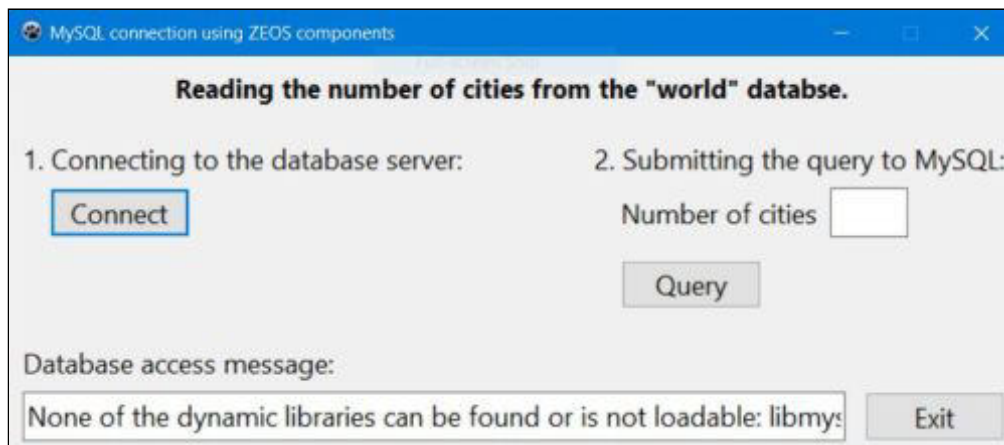 MySQL connection using ZEOS components
Reading the number of cities from the "world" databse.
1. Connecting to the database server:
2. Submitting the query to MySQL:
Connect
Number of cities
Query
Database access message:
None of the dynamic libraries can be found or is not loadable: libmys
Exit